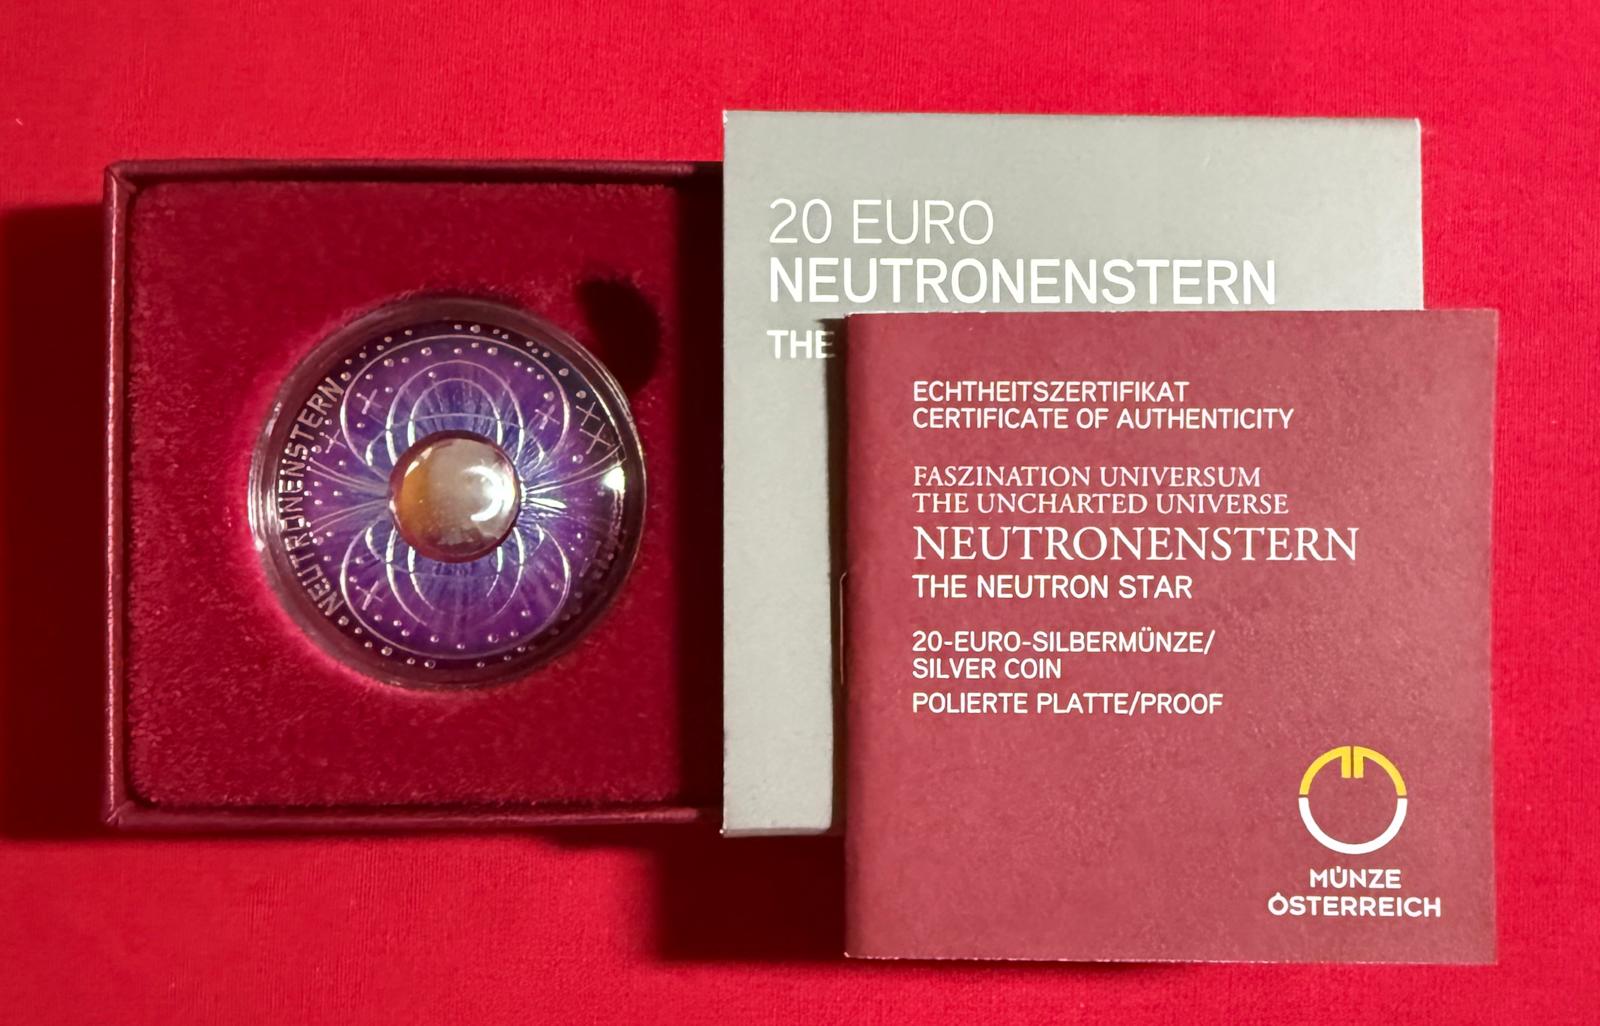 NEUTRONENSTERN
20 EURO
NEUTRONENSTERN
THE
ECHTHEITSZERTIFIKAT
CERTIFICATE OF AUTHENTICITY
FASZINATION UNIVERSUM
THE UNCHARTED UNIVERSE
NEUTRONENSTERN
THE NEUTRON STAR
20-EURO-SILBERMÜNZE/
SILVER COIN
POLIERTE PLATTE/PROOF
MÜNZE
ÖSTERREICH